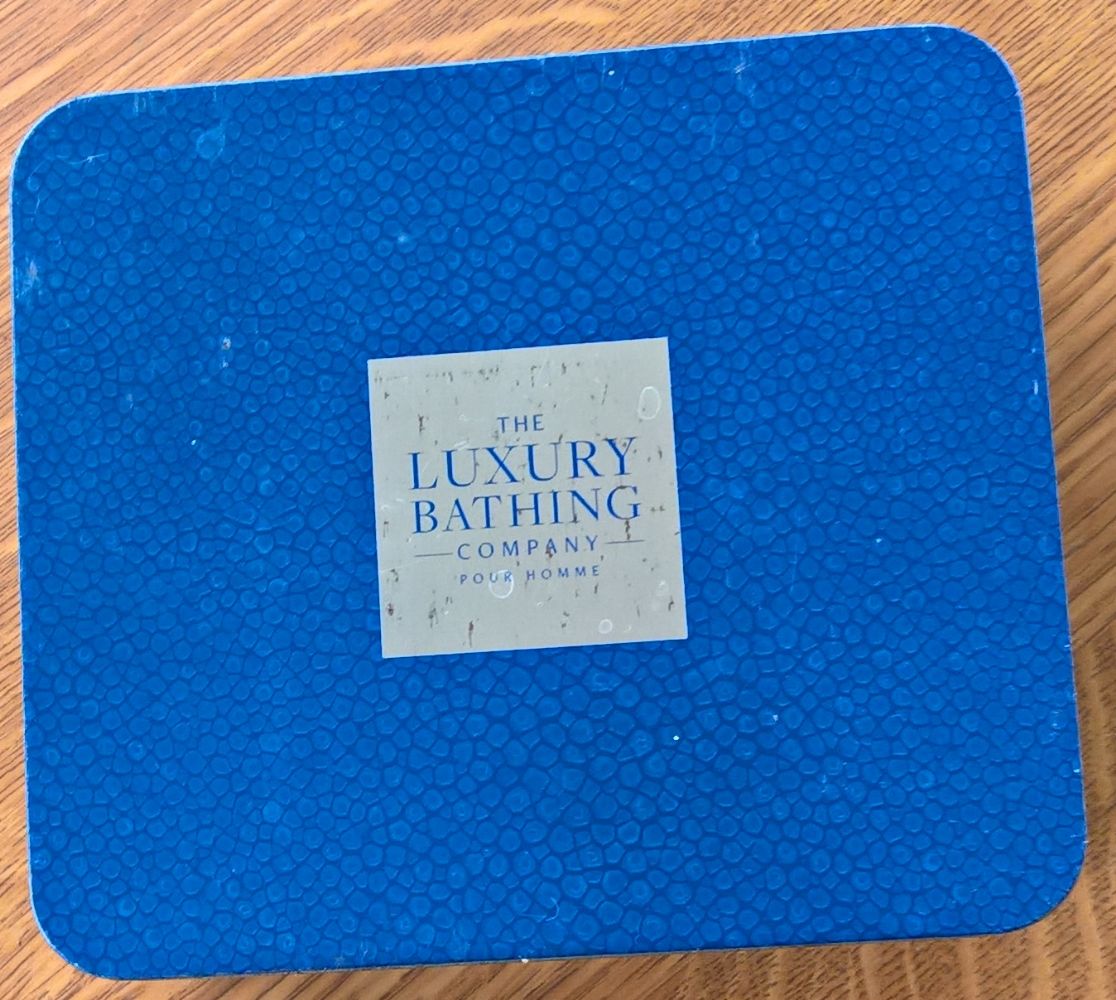 THE
LUXURY
BATHING
COMPANY
POUR HOMME